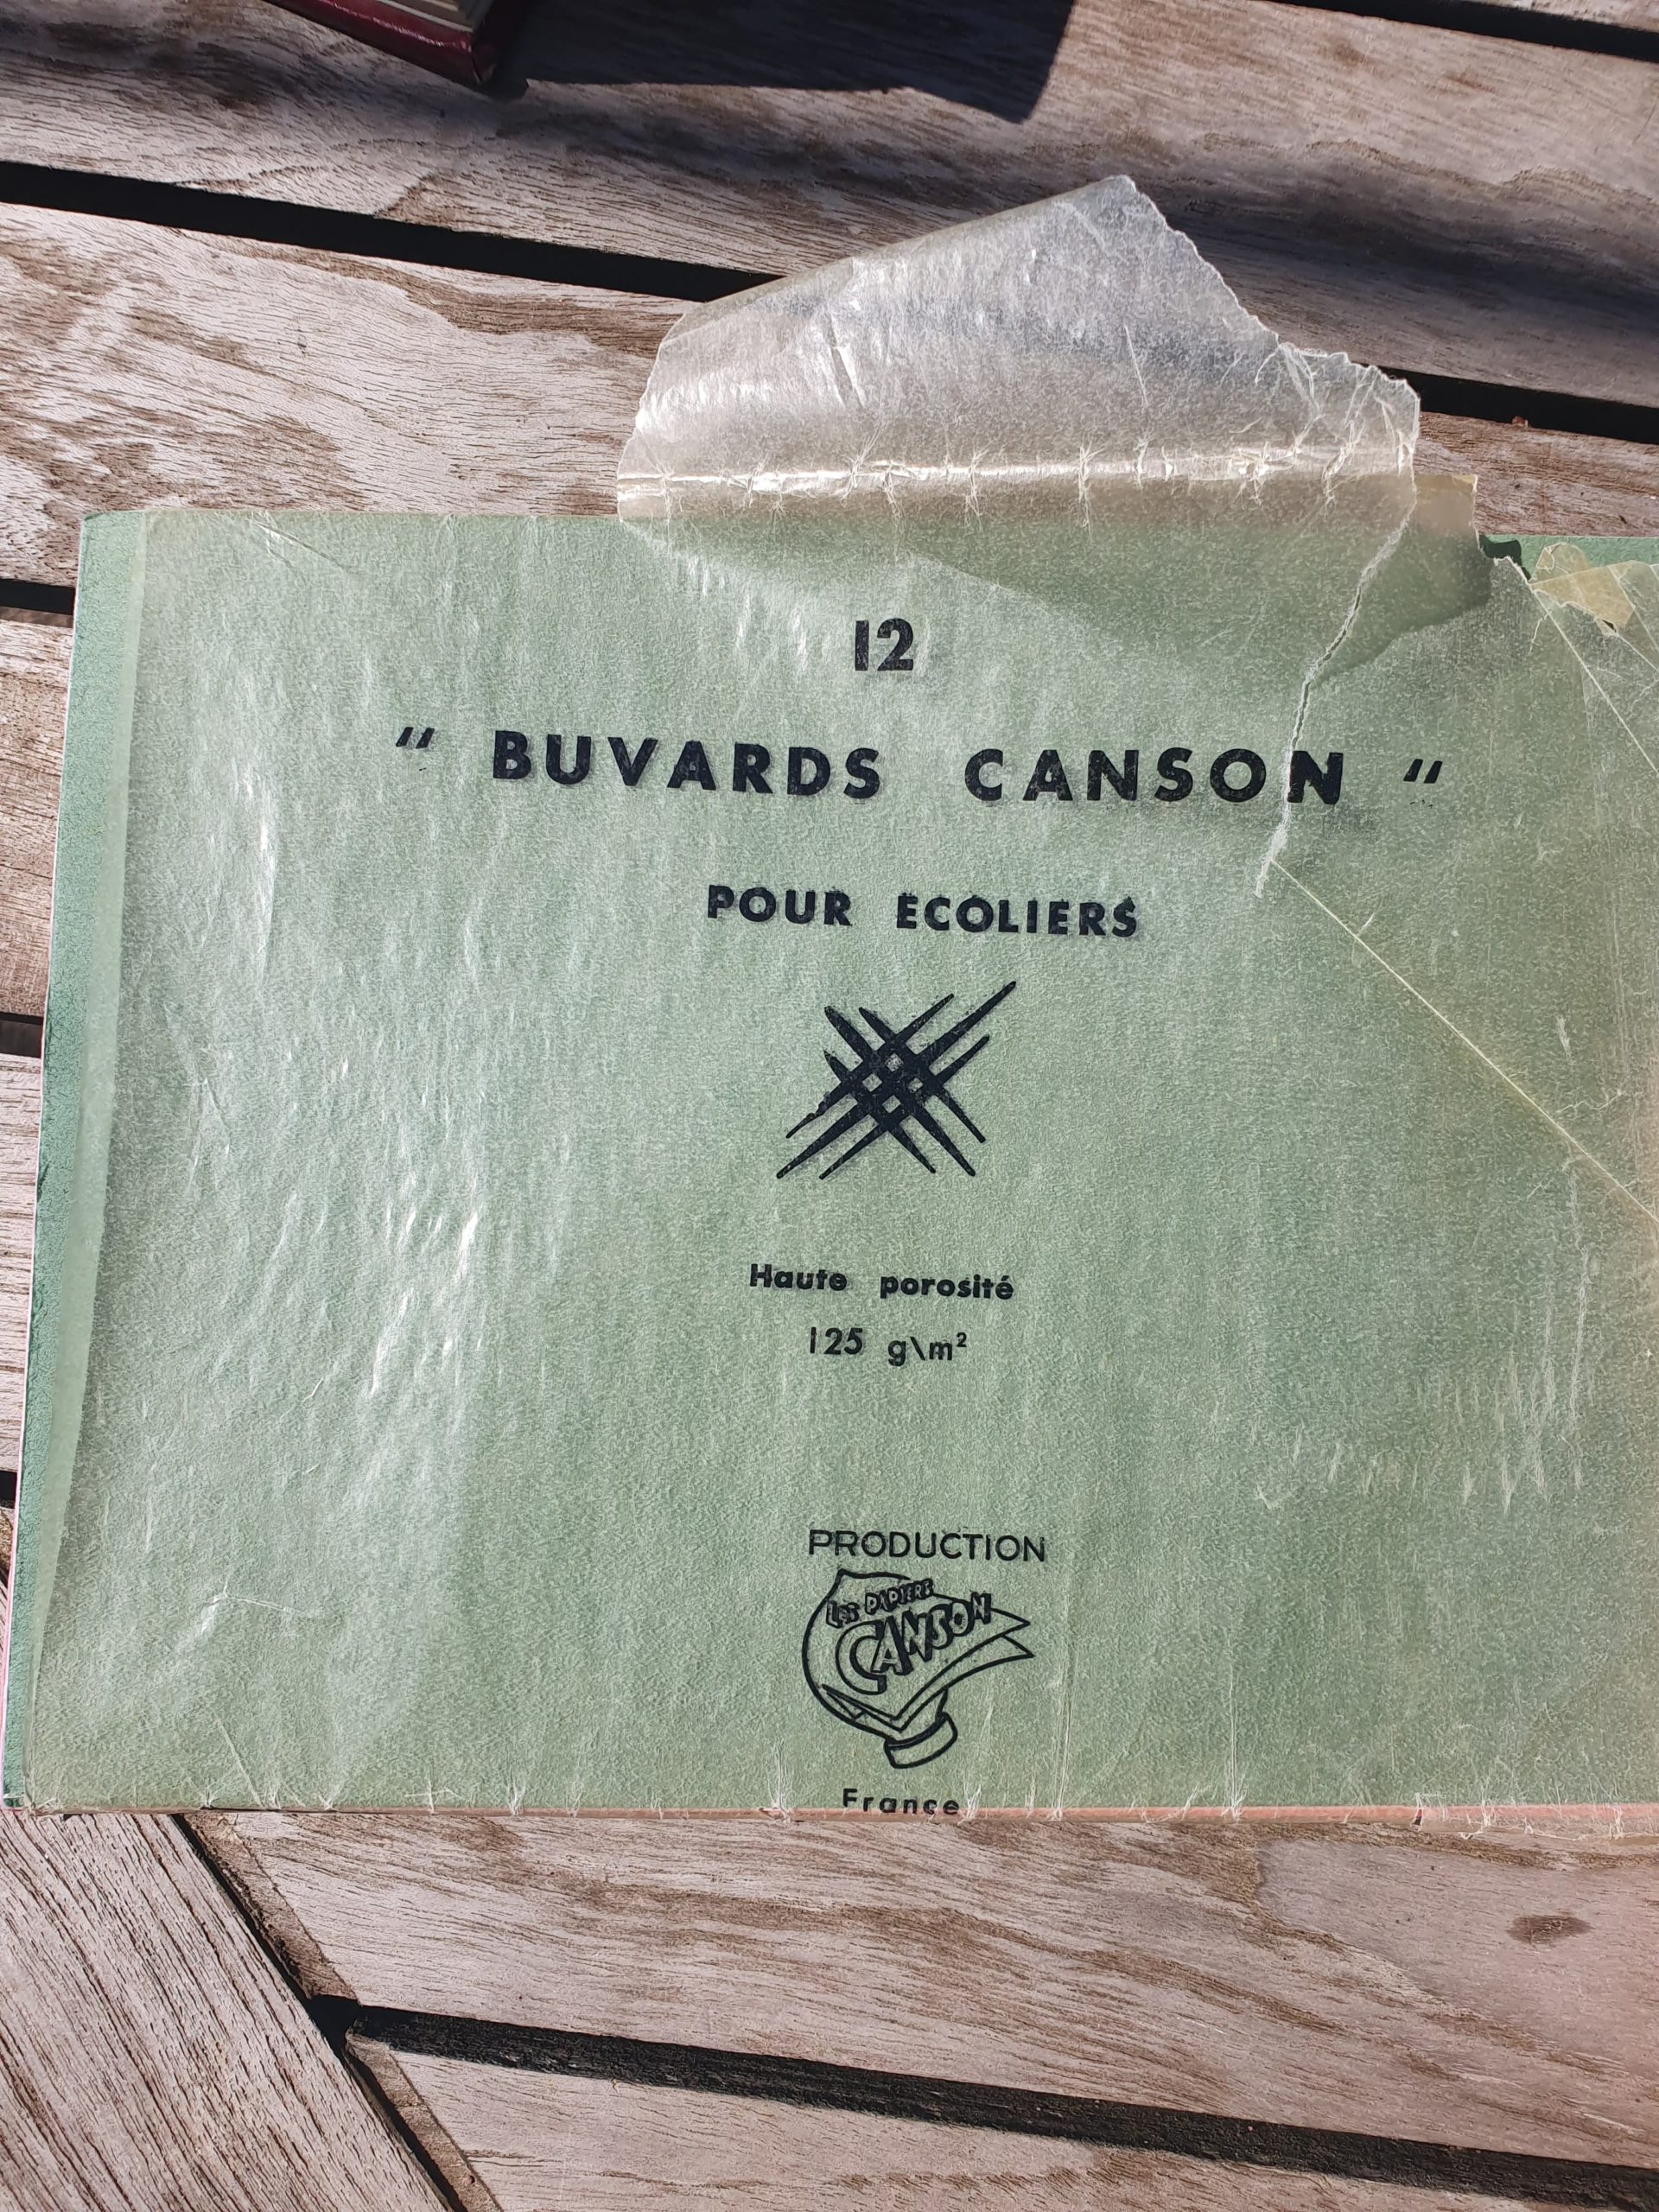 12
“ BUVARDS CANSON “
POUR ECOLIERS
Haute porosité
125 g\m²
PRODUCTION
LES PAPIERS
CANSON
France